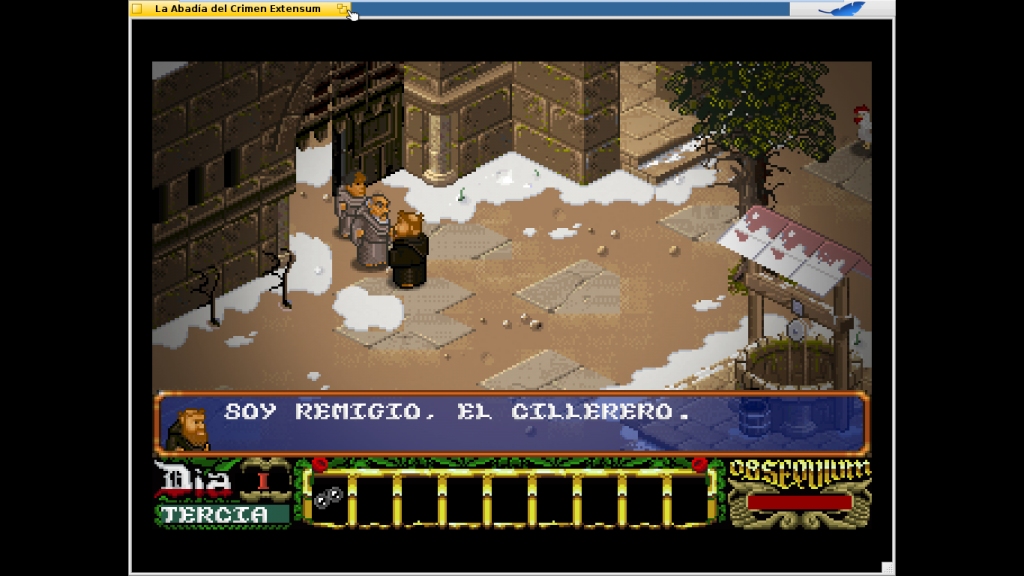 La Abadía del Crimen Extensum
SOY REMIGIO, EL CILLERERO.
Dia I
OBSEQUIUM
TERCIA